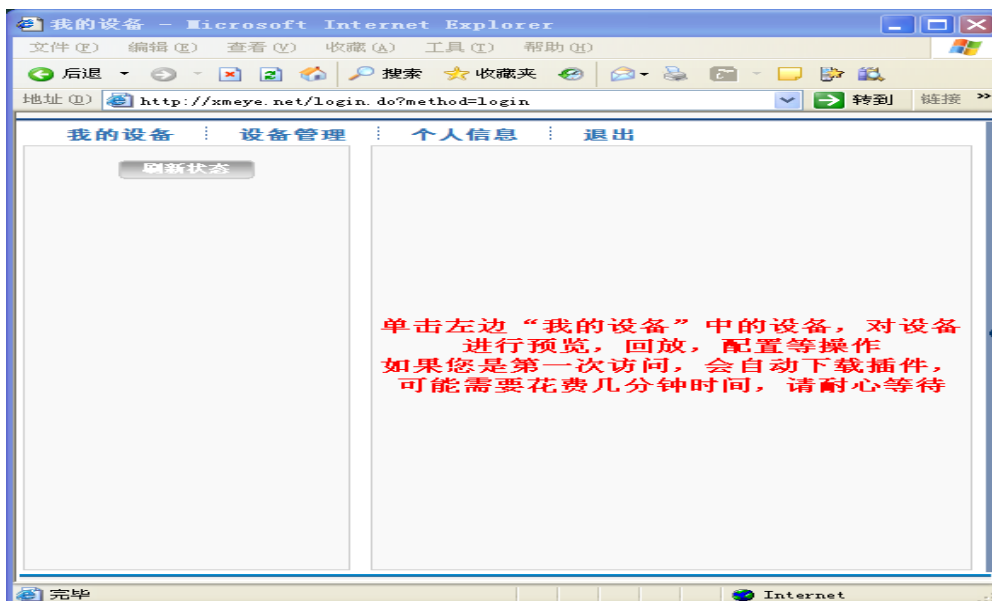 我的设备 - Microsoft Internet Explorer
文件(F) 编辑(E) 查看(V) 收藏(A) 工具(T) 帮助(H)
后退 搜索 收藏夹
地址(D) http://xmeye.net/login.do?method=login 转到 链接 »
我的设备 设备管理 个人信息 退出
刷新状态
单击左边“我的设备”中的设备，对设备
进行预览，回放，配置等操作
如果您是第一次访问，会自动下载插件，
可能需要花费几分钟时间，请耐心等待
完毕 Internet